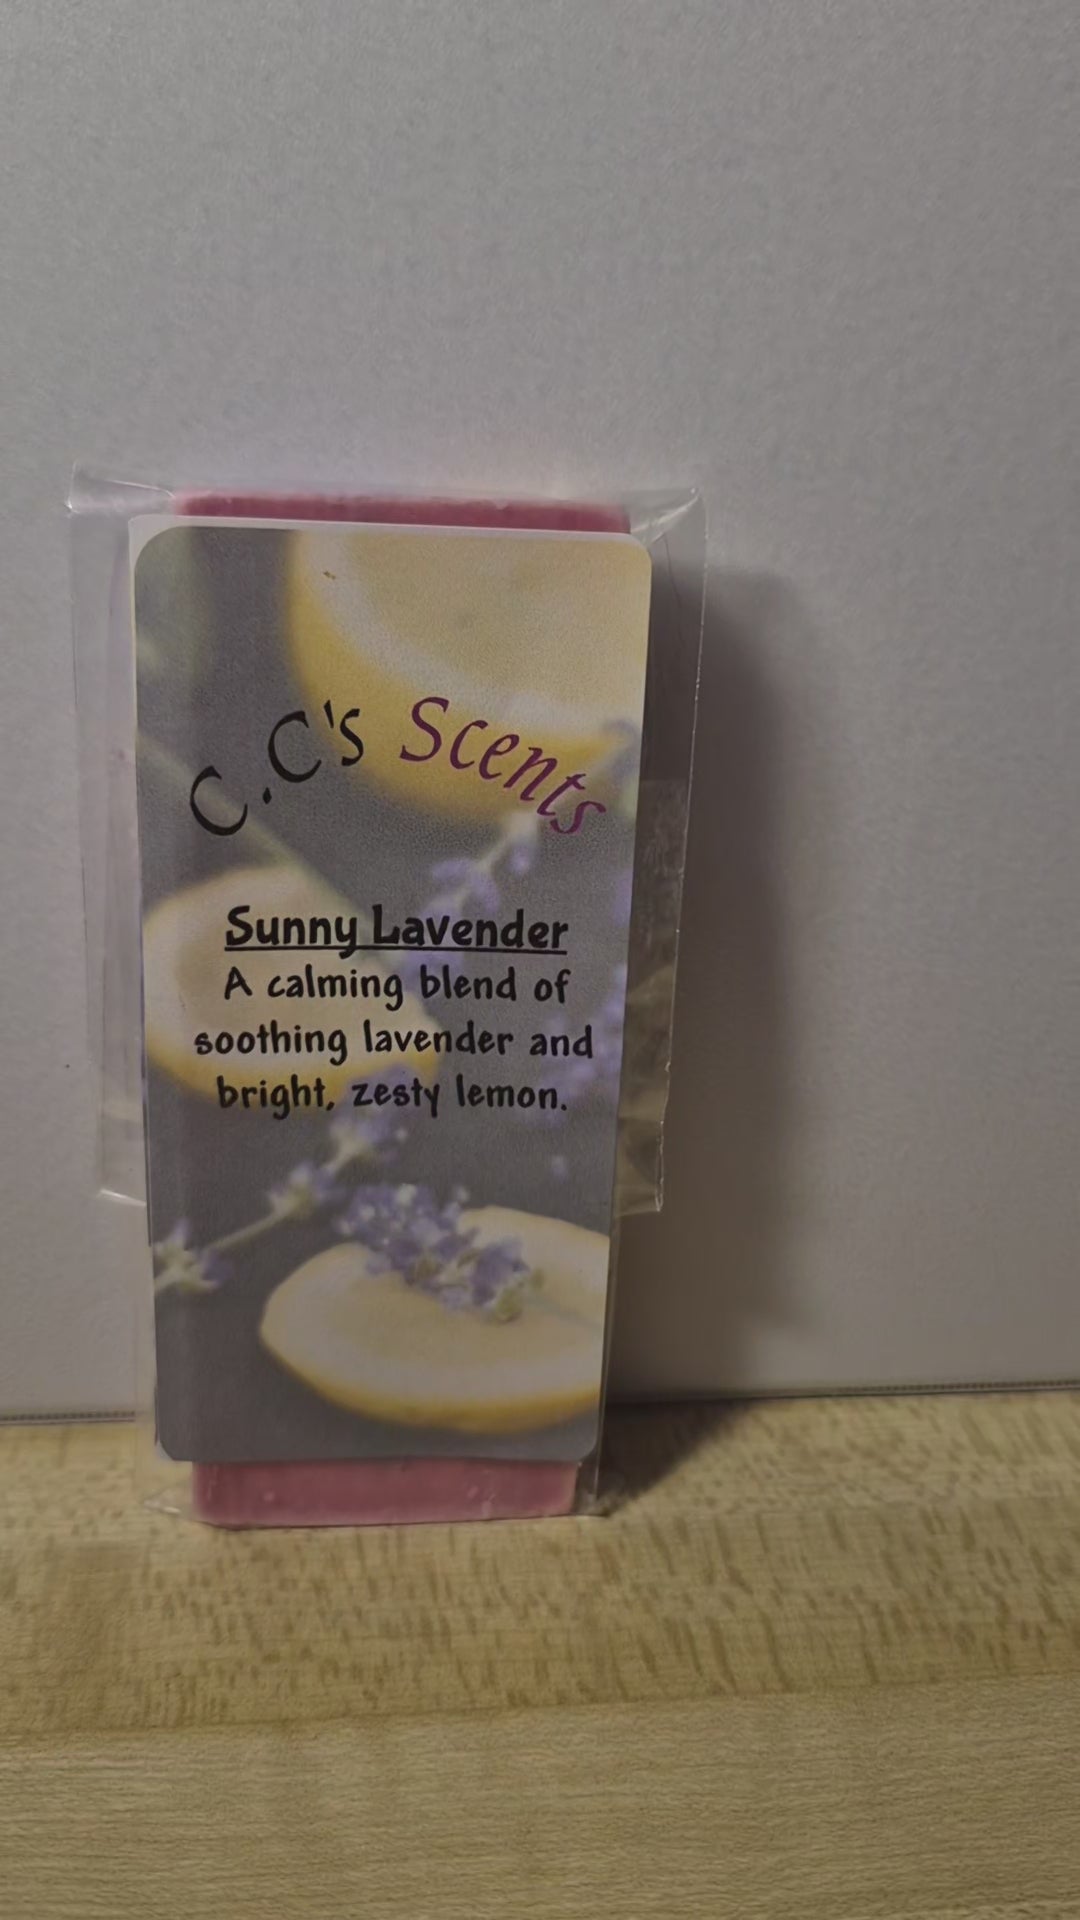 C.C's Scents
Sunny Lavender
A calming blend of
soothing lavender and
bright, zesty lemon.